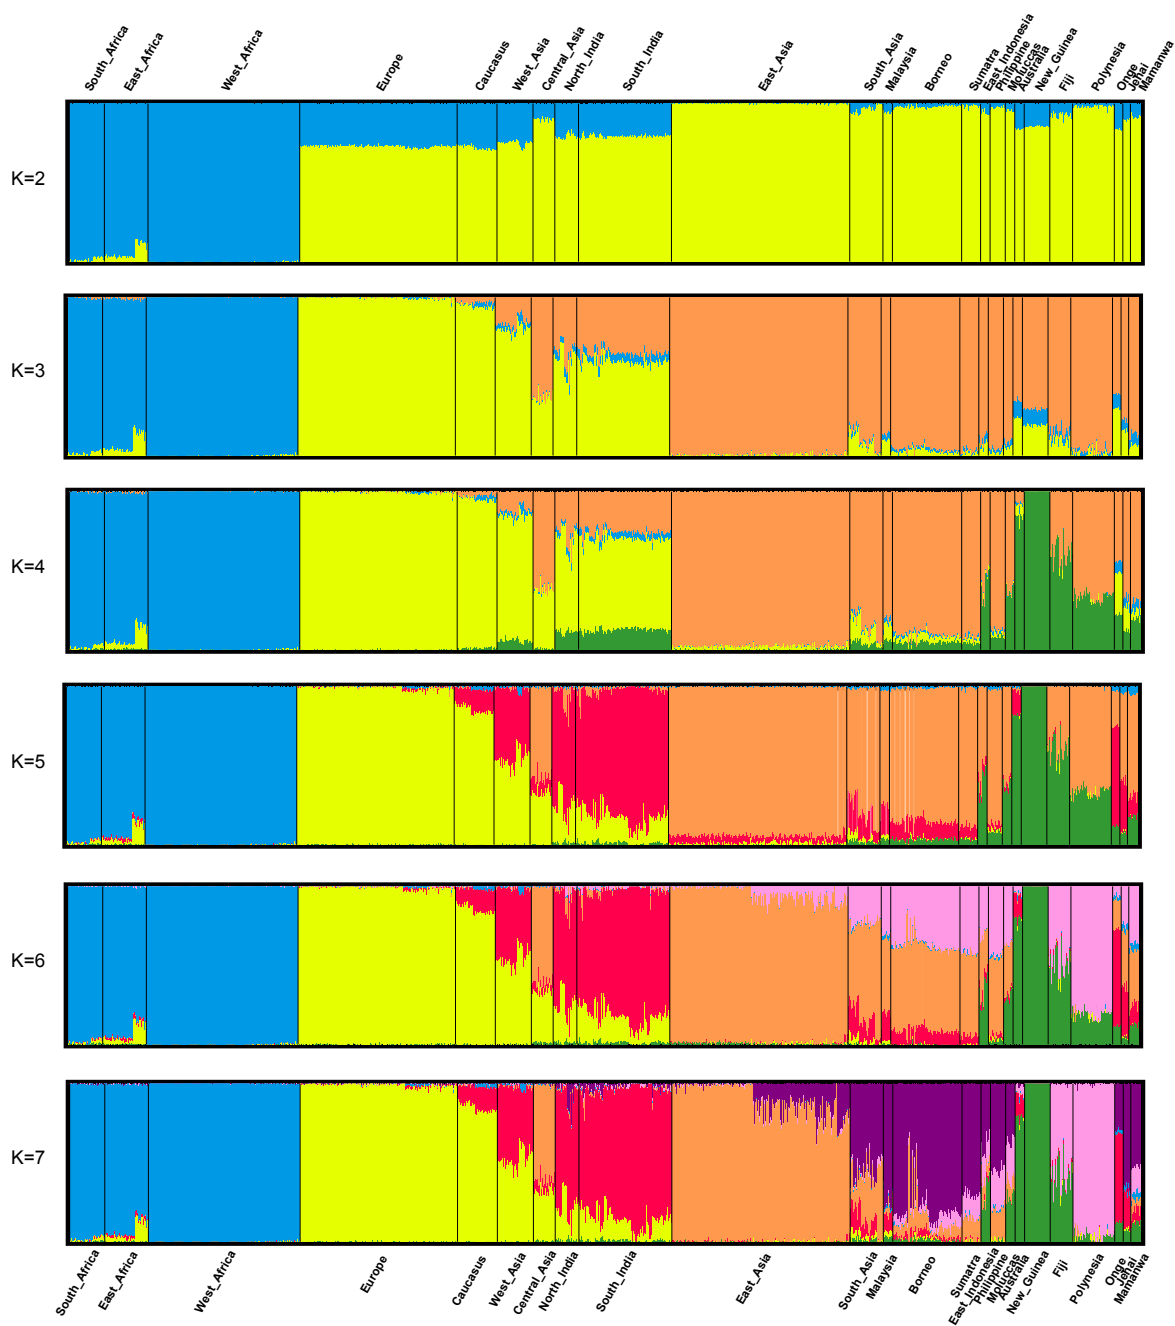 South_Africa
East_Africa
West_Africa
Europe
Caucasus
West_Asia
Central_Asia
North_India
South_India
East_Asia
South_Asia
Malaysia
Borneo
Sumatra
East_Indonesia
Philippine
Moluccas
Australia
New_Guinea
Fiji
Polynesia
Onge
Jehai
Mamanwa
K=2
K=3
K=4
K=5
K=6
K=7
South_Africa
East_Africa
West_Africa
Europe
Caucasus
West_Asia
Central_Asia
North_India
South_India
East_Asia
South_Asia
Malaysia
Borneo
Sumatra
East_Indonesia
Philippine
Moluccas
Australia
New_Guinea
Fiji
Polynesia
Onge
Jehai
Mamanwa